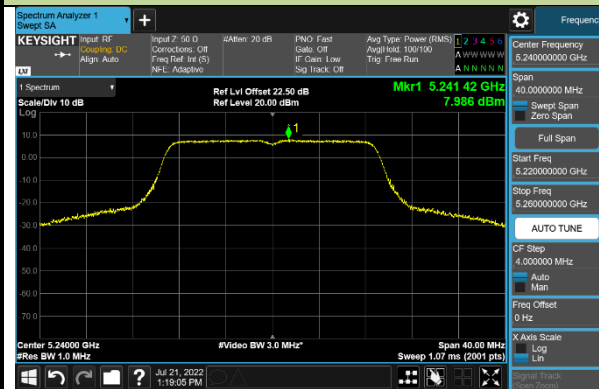 Spectrum Analyzer 1
Swept SA
+
Frequency
KEYSIGHT
Input: RF
Coupling: DC
Align: Auto
Input Z: 50 Ω
Corrections: Off
Freq Ref: Int (S)
NFE: Adaptive
#Atten: 20 dB
PNO: Fast
Gate: Off
IF Gain: Low
Sig Track: Off
Avg Type: Power (RMS)
Avg|Hold: 100/100
Trig: Free Run
1 2 3 4 5 6
A W W W W W
A N N N N N
LXI
1 Spectrum
Scale/Div 10 dB
Ref Lvl Offset 22.50 dB
Ref Level 20.00 dBm
Mkr1 5.241 42 GHz
7.986 dBm
Log
1
10.0
0.00
-10.0
-20.0
-30.0
-40.0
-50.0
-60.0
-70.0
Center 5.24000 GHz
#Res BW 1.0 MHz
#Video BW 3.0 MHz*
Span 40.00 MHz
Sweep 1.07 ms (2001 pts)
Center Frequency
5.240000000 GHz
Span
40.0000000 MHz
Swept Span
Zero Span
Full Span
Start Freq
5.220000000 GHz
Stop Freq
5.260000000 GHz
AUTO TUNE
CF Step
4.000000 MHz
Auto
Man
Freq Offset
0 Hz
X Axis Scale
Log
Lin
Signal Track
(Span Zoom)
?
Jul 21, 2022
1:19:05 PM